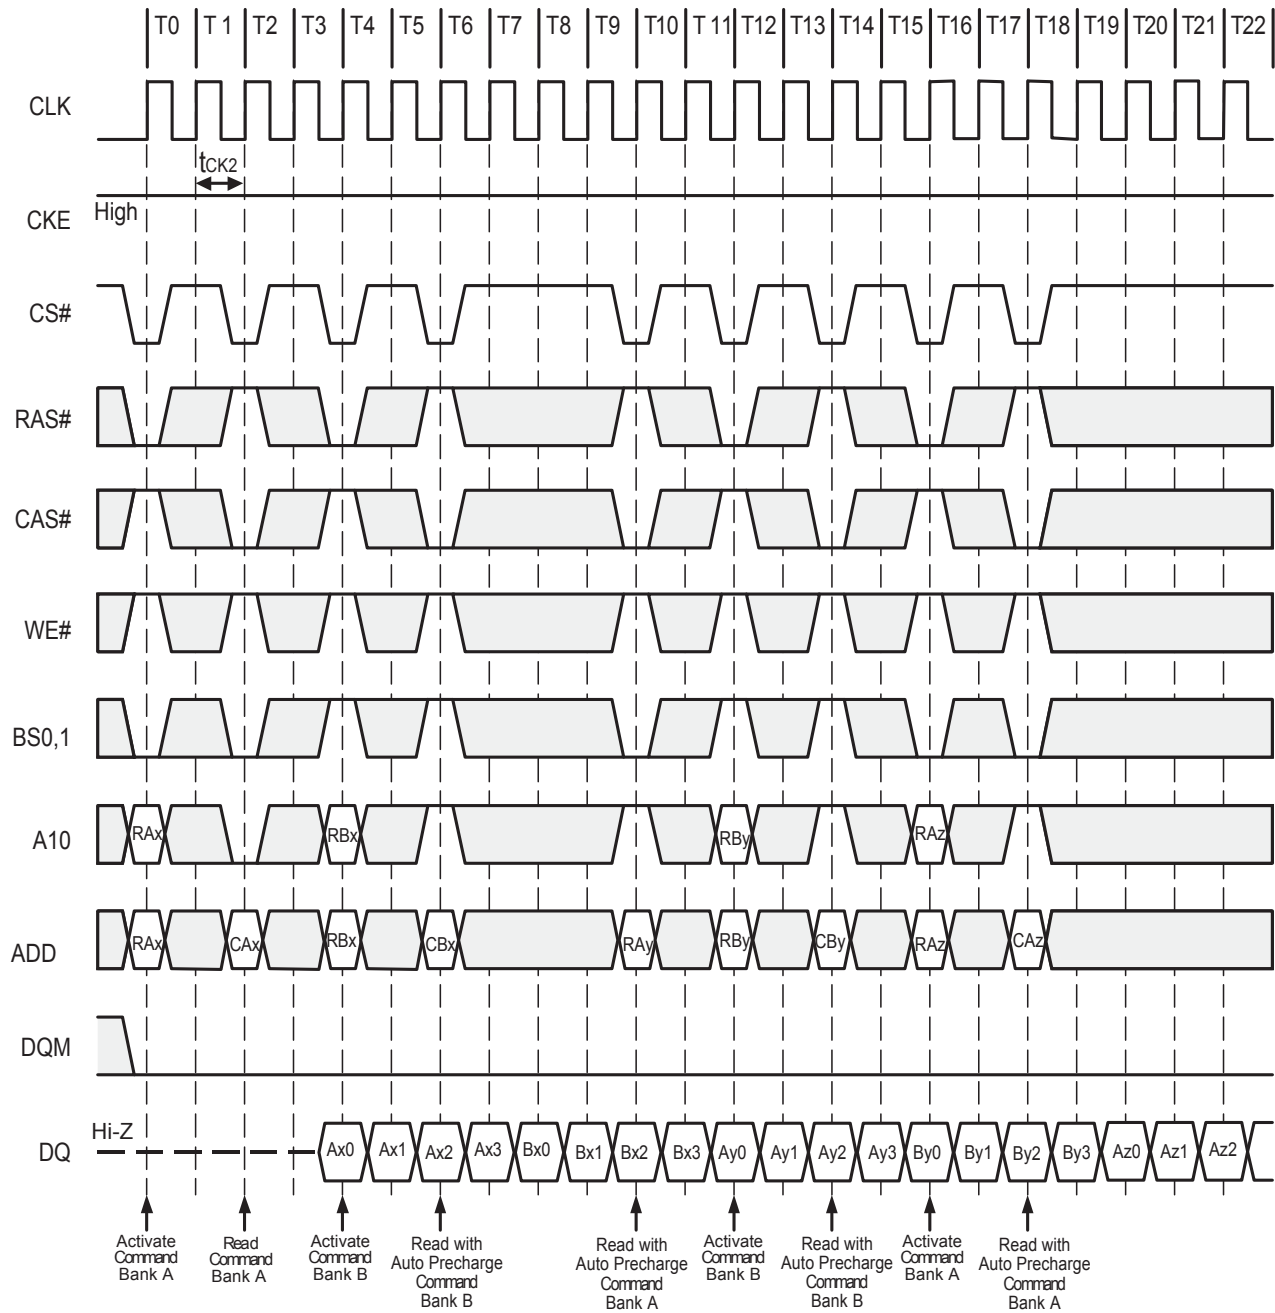 T0 T 1 T2 T3 T4 T5 T6 T7 T8 T9 T10 T 11 T12 T13 T14 T15 T16 T17 T18 T19 T20 T21 T22
CLK
tCK2
High
CKE
CS#
RAS#
CAS#
WE#
BS0,1
A10 RAx RBx RBy RAz
ADD RAx CAx RBx CBx RAy RBy CBy RAz CAz
DQM
Hi-Z
DQ Ax0 Ax1 Ax2 Ax3 Bx0 Bx1 Bx2 Bx3 Ay0 Ay1 Ay2 Ay3 By0 By1 By2 By3 Az0 Az1 Az2
Activate
Command
Bank A
Read
Command
Bank A
Activate
Command
Bank B
Read with
Auto Precharge
Command
Bank B
Read with
Auto Precharge
Command
Bank A
Activate
Command
Bank B
Read with
Auto Precharge
Command
Bank B
Activate
Command
Bank A
Read with
Auto Precharge
Command
Bank A